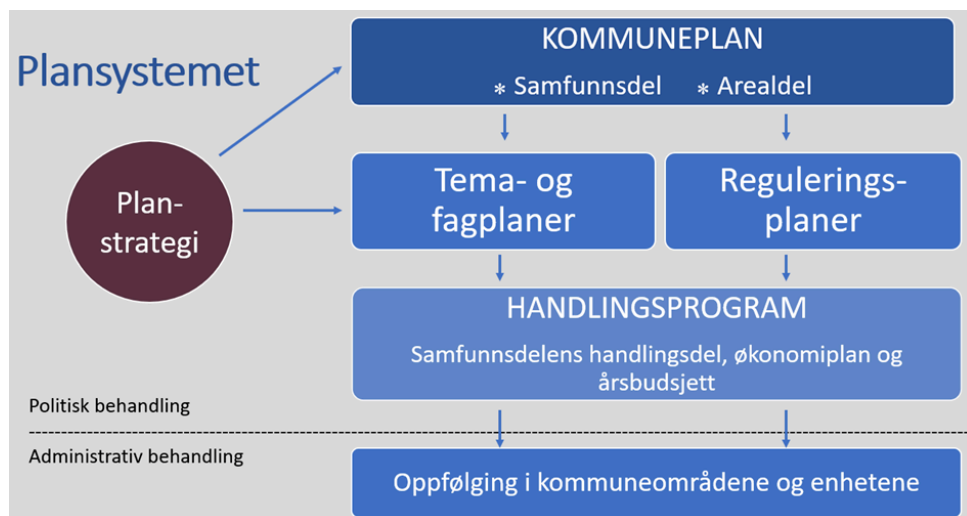 Plansystemet
KOMMUNEPLAN
* Samfunnsdel * Arealdel
Plan-
strategi
Tema- og
fagplaner
Regulerings-
planer
HANDLINGSPROGRAM
Samfunnsdelens handlingsdel, økonomiplan og
årsbudsjett
Politisk behandling
Administrativ behandling
Oppfølging i kommuneområdene og enhetene